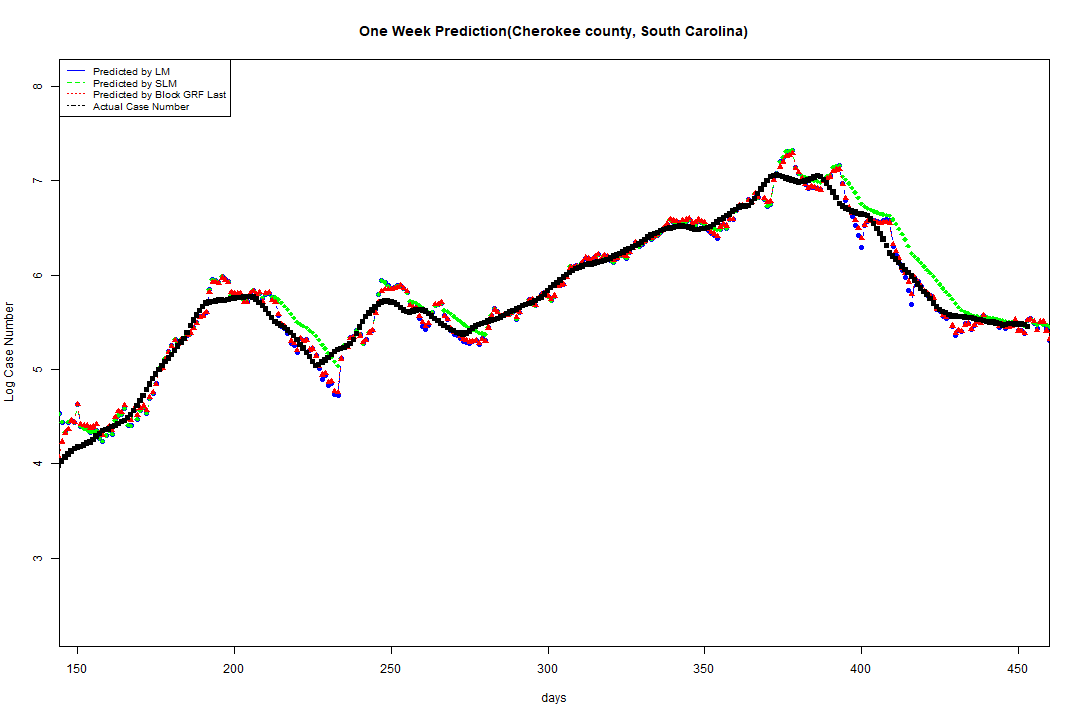 One Week Prediction(Cherokee county, South Carolina)
Predicted by LM
Predicted by SLM
Predicted by Block GRF Last
Actual Case Number
8
7
6
5
4
3
Log Case Number
150 200 250 300 350 400 450
days